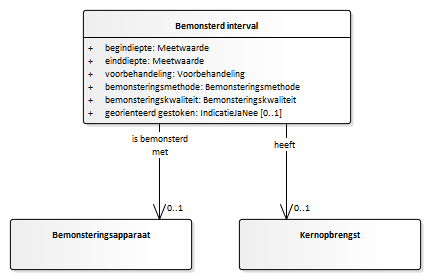 Bemonsterd interval
+ begindiepte: Meetwaarde
+ einddiepte: Meetwaarde
+ voorbehandeling: Voorbehandeling
+ bemonsteringsmethode: Bemonsteringsmethode
+ bemonsteringskwaliteit: Bemonsteringskwaliteit
+ georienteerd gestoken: IndicatieJaNee [0..1]
is bemonsterd
met
heeft
0..1
0..1
Bemonsteringsapparaat
Kernopbrengst